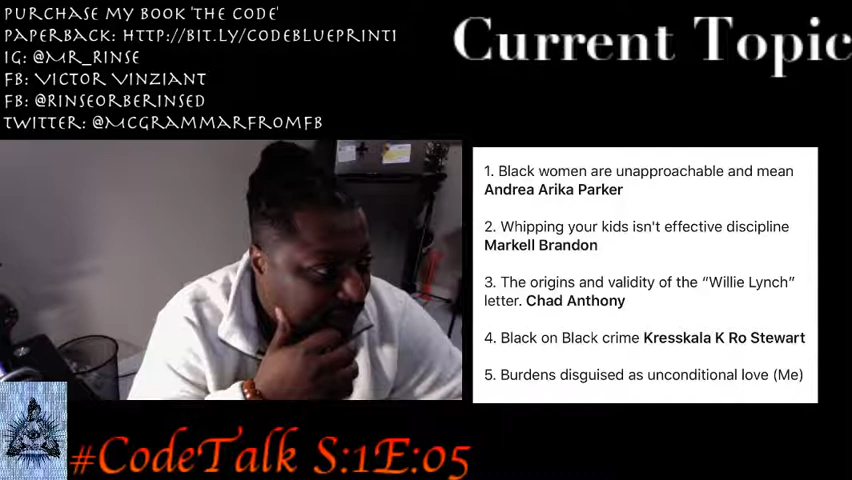 PURCHASE MY BOOK 'THE CODE'
PAPERBACK: HTTP://BIT.LY/CODEBLUEPRINT1
IG: @MR_RINSE
FB: VICTOR VINZIANT
FB: @RINSEORBERINSED
TWITTER: @MCGRAMMARFROMFB
Current Topic
1. Black women are unapproachable and mean
Andrea Arika Parker
2. Whipping your kids isn't effective discipline
Markell Brandon
3. The origins and validity of the “Willie Lynch”
letter. Chad Anthony
4. Black on Black crime Kresskala K Ro Stewart
5. Burdens disguised as unconditional love (Me)
#CodeTalk S:1E:05